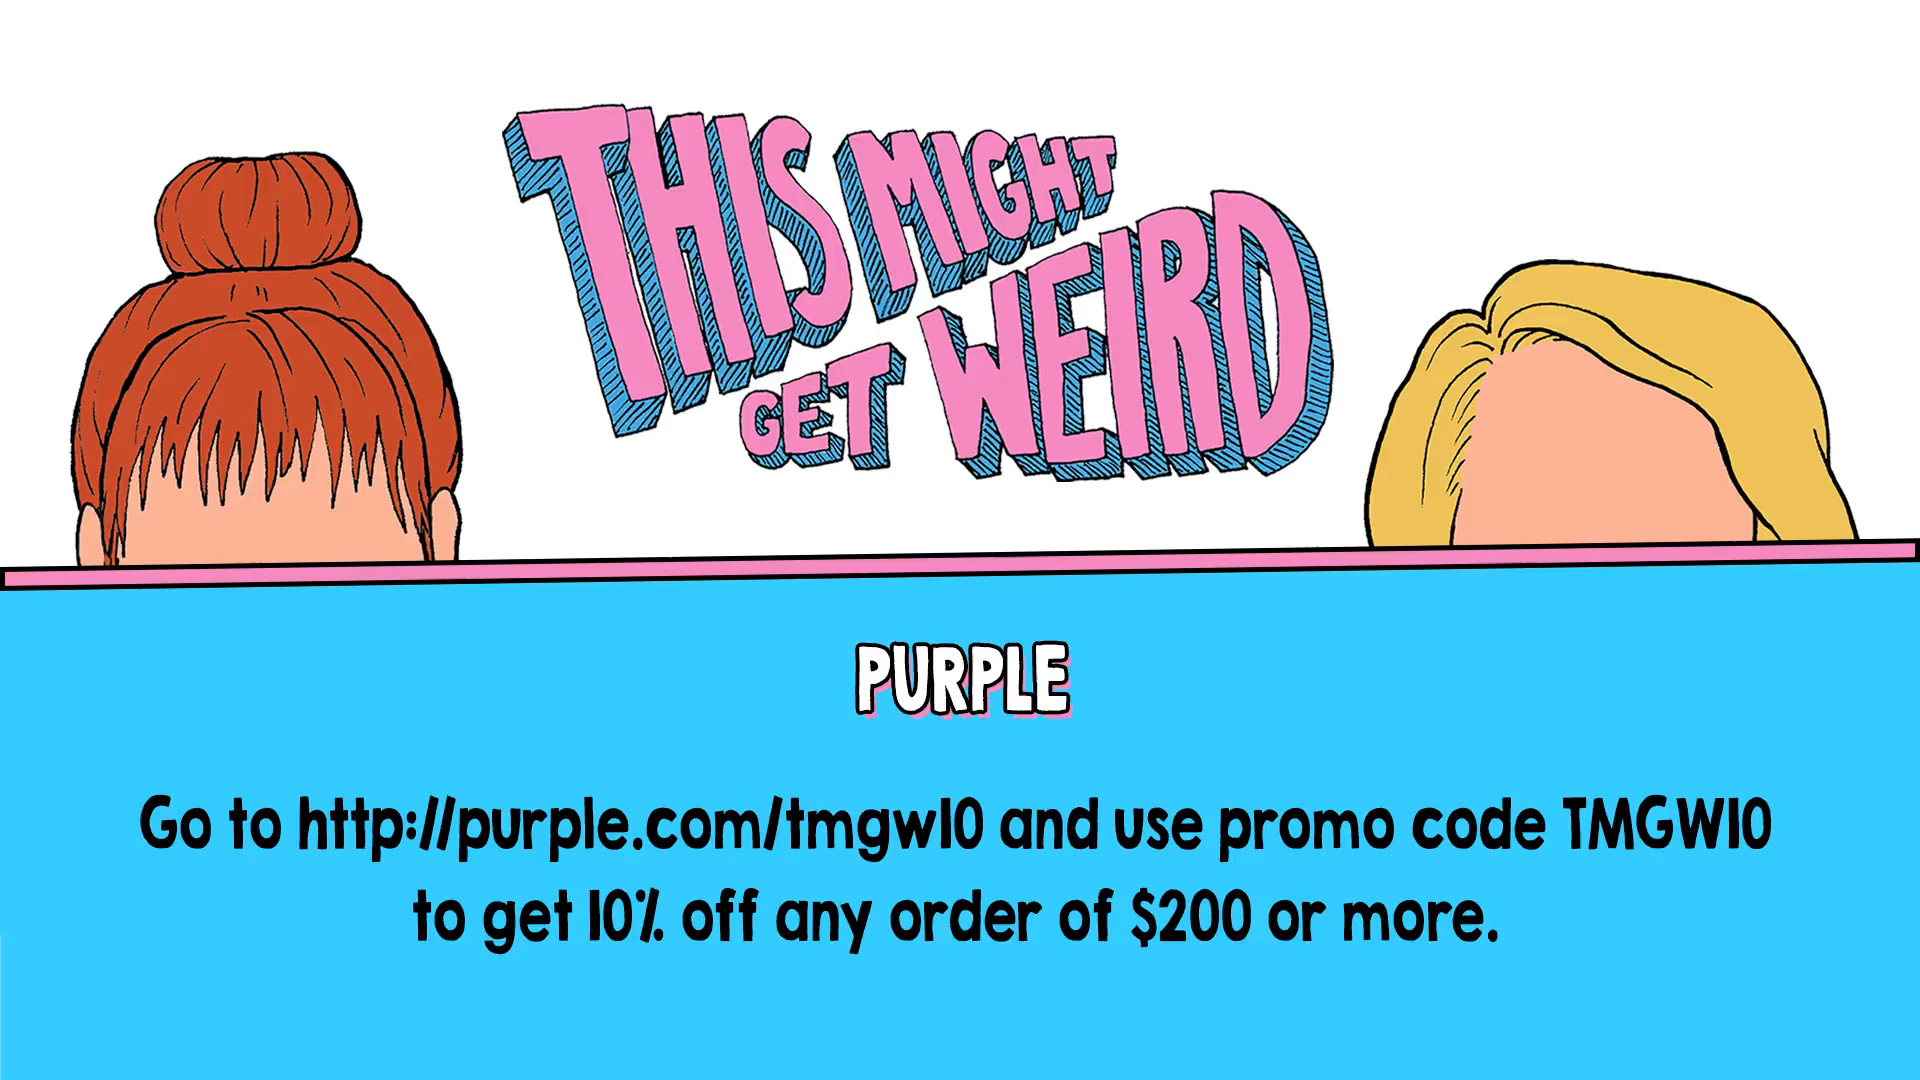 THIS MIGHT
GET WEIRD
PURPLE
Go to http://purple.com/tmgw10 and use promo code TMGW10
to get 10% off any order of $200 or more.